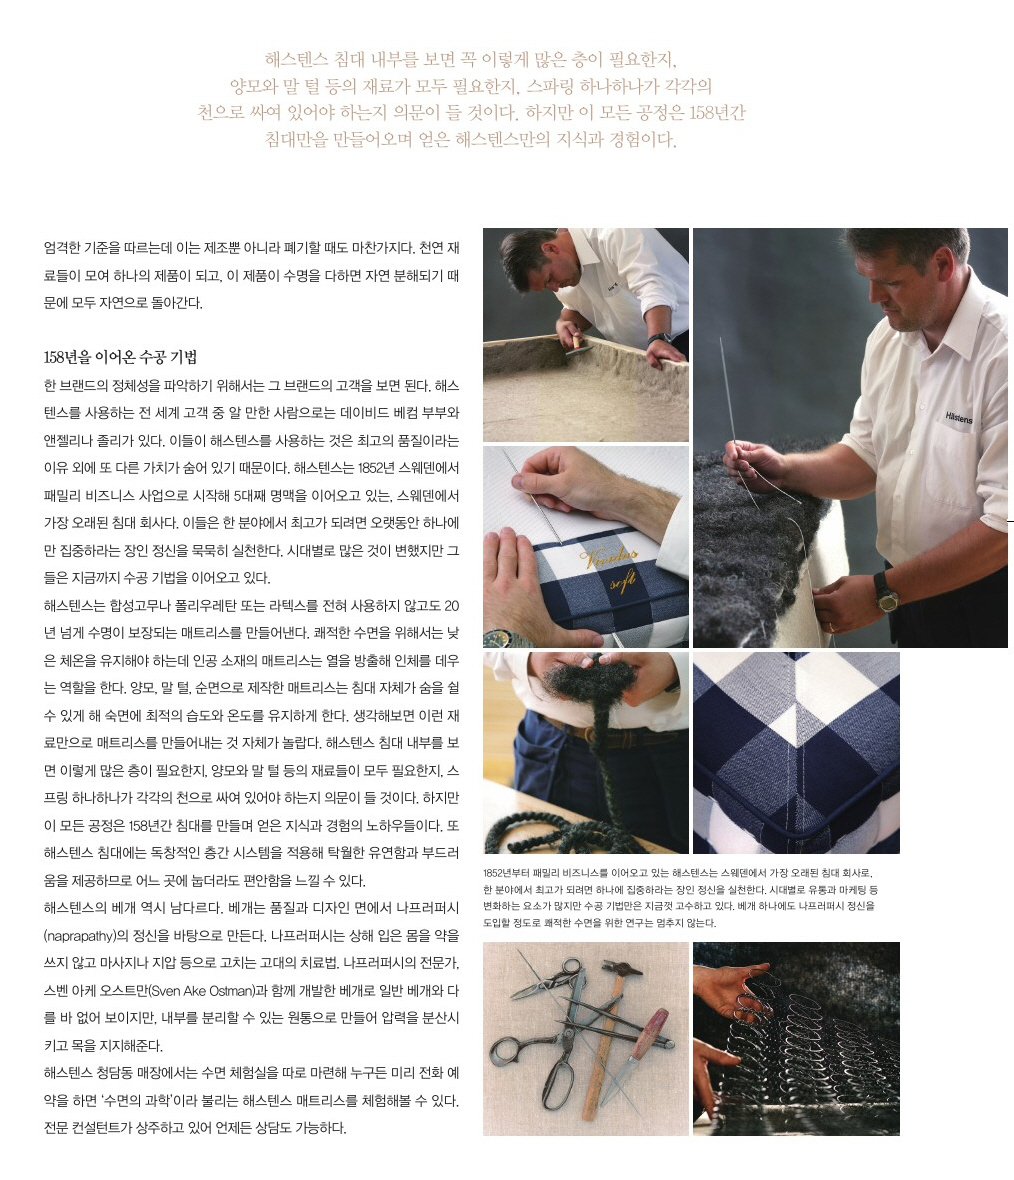 해스텐스 침대 내부를 보면 꼭 이렇게 많은 층이 필요한지,
양모와 말 털 등의 재료가 모두 필요한지, 스파링 하나하나가 각각의
천으로 싸여 있어야 하는지 의문이 들 것이다. 하지만 이 모든 공정은 158년간
침대만을 만들어오며 얻은 해스텐스만의 지식과 경험이다.
엄격한 기준을 따르는데 이는 제조뿐 아니라 폐기할 때도 마찬가지다. 천연 재
료들이 모여 하나의 제품이 되고, 이 제품이 수명을 다하면 자연 분해되기 때
문에 모두 자연으로 돌아간다.
158년을 이어온 수공 기법
한 브랜드의 정체성을 파악하기 위해서는 그 브랜드의 고객을 보면 된다. 해스
텐스를 사용하는 전 세계 고객 중 알 만한 사람으로는 데이비드 베컴 부부와
앤젤리나 졸리가 있다. 이들이 해스텐스를 사용하는 것은 최고의 품질이라는
이유 외에 또 다른 가치가 숨어 있기 때문이다. 해스텐스는 1852년 스웨덴에서
패밀리 비즈니스 사업으로 시작해 5대째 명맥을 이어오고 있는, 스웨덴에서
가장 오래된 침대 회사다. 이들은 한 분야에서 최고가 되려면 오랫동안 하나에
만 집중하라는 장인 정신을 묵묵히 실천한다. 시대별로 많은 것이 변했지만 그
들은 지금까지 수공 기법을 이어오고 있다.
해스텐스는 합성고무나 폴리우레탄 또는 라텍스를 전혀 사용하지 않고도 20
년 넘게 수명이 보장되는 매트리스를 만들어낸다. 쾌적한 수면을 위해서는 낮
은 체온을 유지해야 하는데 인공 소재의 매트리스는 열을 방출해 인체를 데우
는 역할을 한다. 양모, 말 털, 순면으로 제작한 매트리스는 침대 자체가 숨을 쉴
수 있게 해 숙면에 최적의 습도와 온도를 유지하게 한다. 생각해보면 이런 재
료만으로 매트리스를 만들어내는 것 자체가 놀랍다. 해스텐스 침대 내부를 보
면 이렇게 많은 층이 필요한지, 양모와 말 털 등의 재료들이 모두 필요한지, 스
프링 하나하나가 각각의 천으로 싸여 있어야 하는지 의문이 들 것이다. 하지만
이 모든 공정은 158년간 침대를 만들며 얻은 지식과 경험의 노하우들이다. 또
해스텐스 침대에는 독창적인 층간 시스템을 적용해 탁월한 유연함과 부드러
움을 제공하므로 어느 곳에 눕더라도 편안함을 느낄 수 있다.
해스텐스의 베개 역시 남다르다. 베개는 품질과 디자인 면에서 나프러퍼시
(naprapathy)의 정신을 바탕으로 만든다. 나프러퍼시는 상해 입은 몸을 약을
쓰지 않고 마사지나 지압 등으로 고치는 고대의 치료법. 나프러퍼시의 전문가,
스벤 아케 오스트만(Sven Ake Ostman)과 함께 개발한 베개로 일반 베개와 다
를 바 없어 보이지만, 내부를 분리할 수 있는 원통으로 만들어 압력을 분산시
키고 목을 지지해준다.
해스텐스 청담동 매장에서는 수면 체험실을 따로 마련해 누구든 미리 전화 예
약을 하면 ‘수면의 과학’이라 불리는 해스텐스 매트리스를 체험해볼 수 있다.
전문 컨설턴트가 상주하고 있어 언제든 상담도 가능하다.
Hästens
soft
1852년부터 패밀리 비즈니스를 이어오고 있는 해스텐스는 스웨덴에서 가장 오래된 침대 회사로,
한 분야에서 최고가 되려면 하나에 집중하라는 장인 정신을 실천한다. 시대별로 유통과 마케팅 등
변화하는 요소가 많지만 수공 기법만은 지금껏 고수하고 있다. 베개 하나에도 나프러퍼시 정신을
도입할 정도로 쾌적한 수면을 위한 연구는 멈추지 않는다.